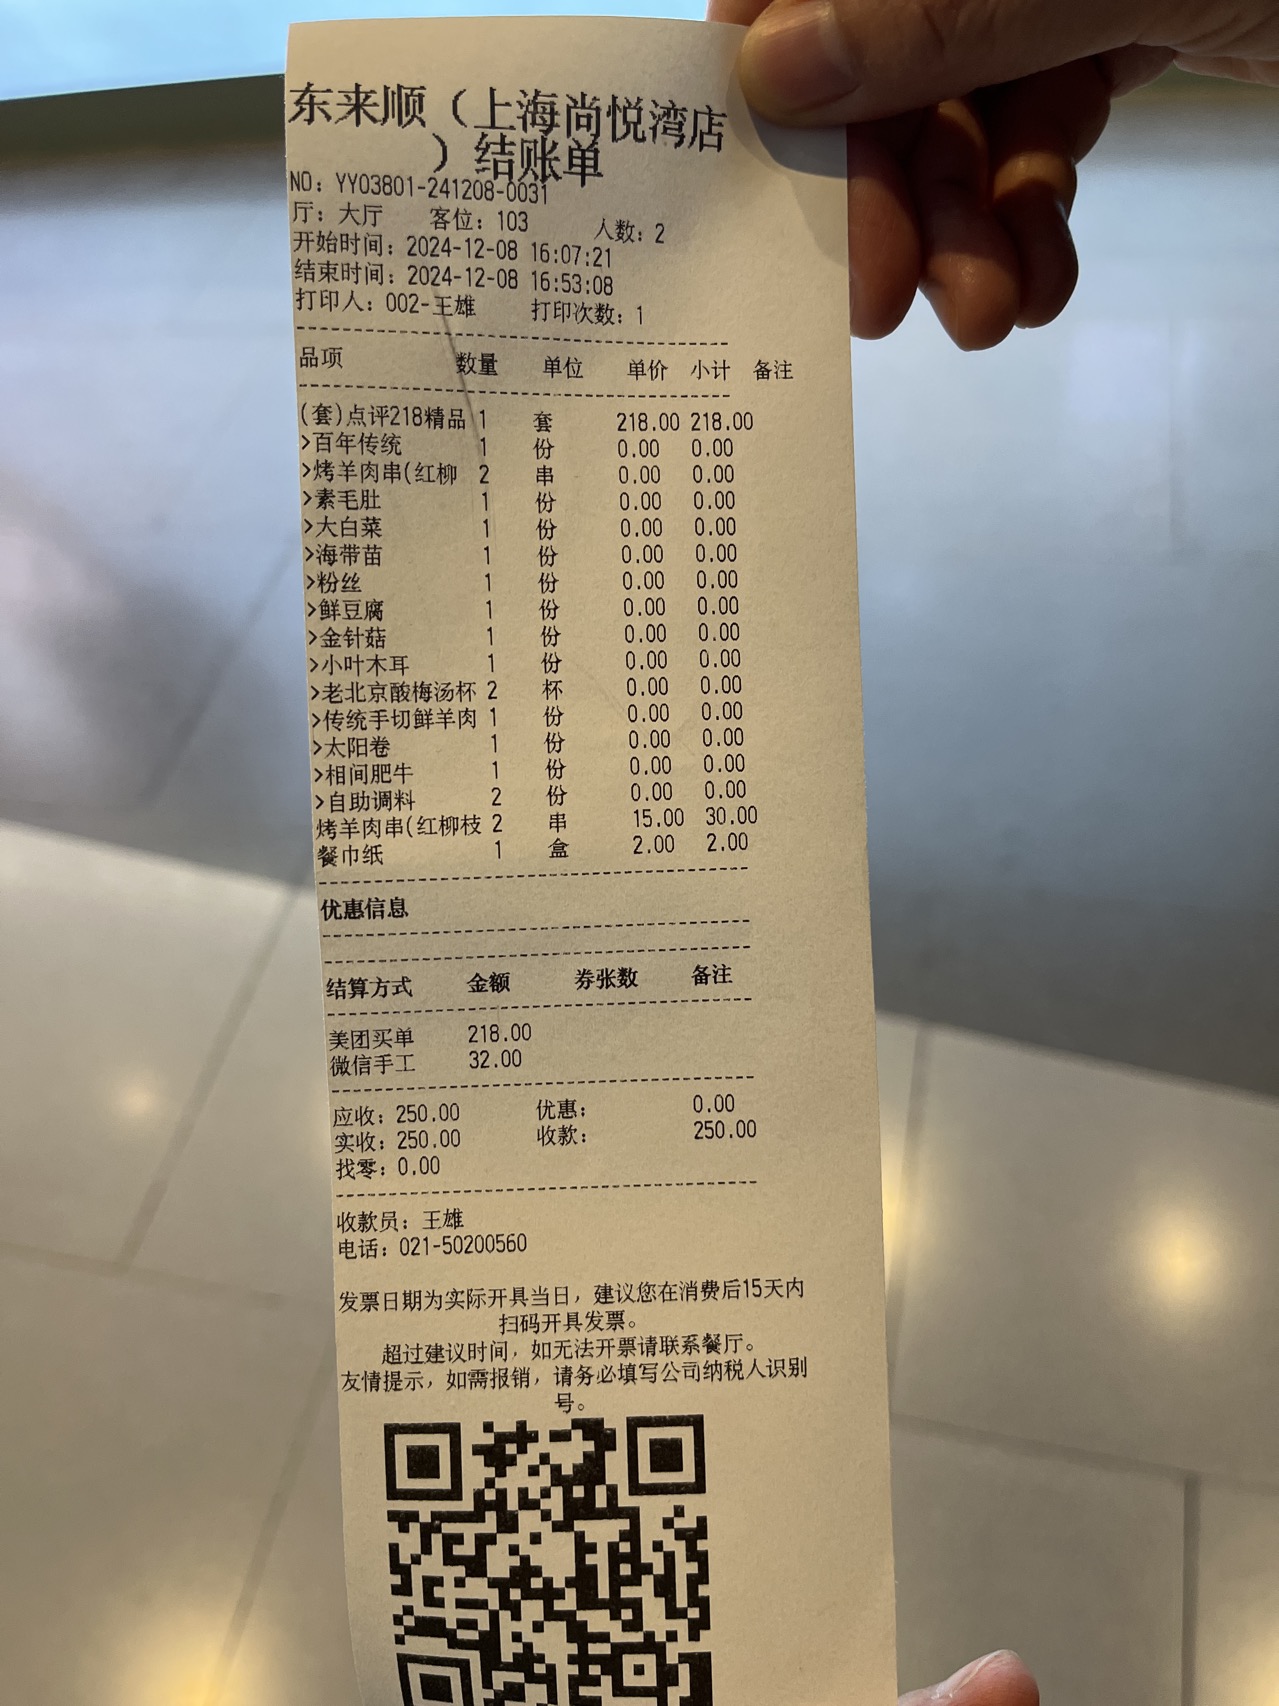 东来顺（上海尚悦湾店
）结账单
NO: YY03801-241208-0031
厅: 大厅 客位: 103 人数: 2
开始时间: 2024-12-08 16:07:21
结束时间: 2024-12-08 16:53:08
打印人: 002-王雄 打印次数: 1
品项 数量 单位 单价 小计 备注
(套)点评218精品 1 套 218.00 218.00
>百年传统 1 份 0.00 0.00
>烤羊肉串(红柳 2 串 0.00 0.00
>素毛肚 1 份 0.00 0.00
>大白菜 1 份 0.00 0.00
>海带苗 1 份 0.00 0.00
>粉丝 1 份 0.00 0.00
>鲜豆腐 1 份 0.00 0.00
>金针菇 1 份 0.00 0.00
>小叶木耳 1 份 0.00 0.00
>老北京酸梅汤杯 2 杯 0.00 0.00
>传统手切鲜羊肉 1 份 0.00 0.00
>太阳卷 1 份 0.00 0.00
>相间肥牛 1 份 0.00 0.00
>自助调料 2 份 0.00 0.00
烤羊肉串(红柳枝 2 串 15.00 30.00
餐巾纸 1 盒 2.00 2.00
优惠信息
结算方式 金额 券张数 备注
美团买单 218.00
微信手工 32.00
应收: 250.00 优惠: 0.00
实收: 250.00 收款: 250.00
找零: 0.00
收款员: 王雄
电话: 021-50200560
发票日期为实际开具当日，建议您在消费后15天内
扫码开具发票。
超过建议时间，如无法开票请联系餐厅。
友情提示，如需报销，请务必填写公司纳税人识别
号。